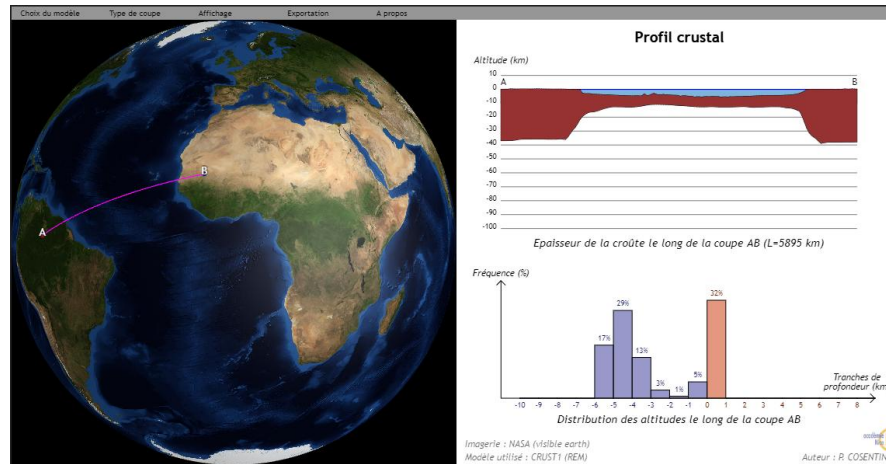 Choix du modèle Type de coupe Affichage Exportation A propos
A
B
Profil crustal
Altitude (km)
A B
10
0
-10
-20
-30
-40
-50
-60
-70
-80
-90
-100
Epaisseur de la croûte le long de la coupe AB (L=5895 km)
Fréquence (%)
17% 29% 13% 3% 1% 5% 32%
Tranches de
profondeur (km
-10 -9 -8 -7 -6 -5 -4 -3 -2 -1 0 1 2 3 4 5 6 7 8
Distribution des altitudes le long de la coupe AB
Imagerie : NASA (visible earth)
Modèle utilisé : CRUST1 (REM) Auteur : P. COSENTIN